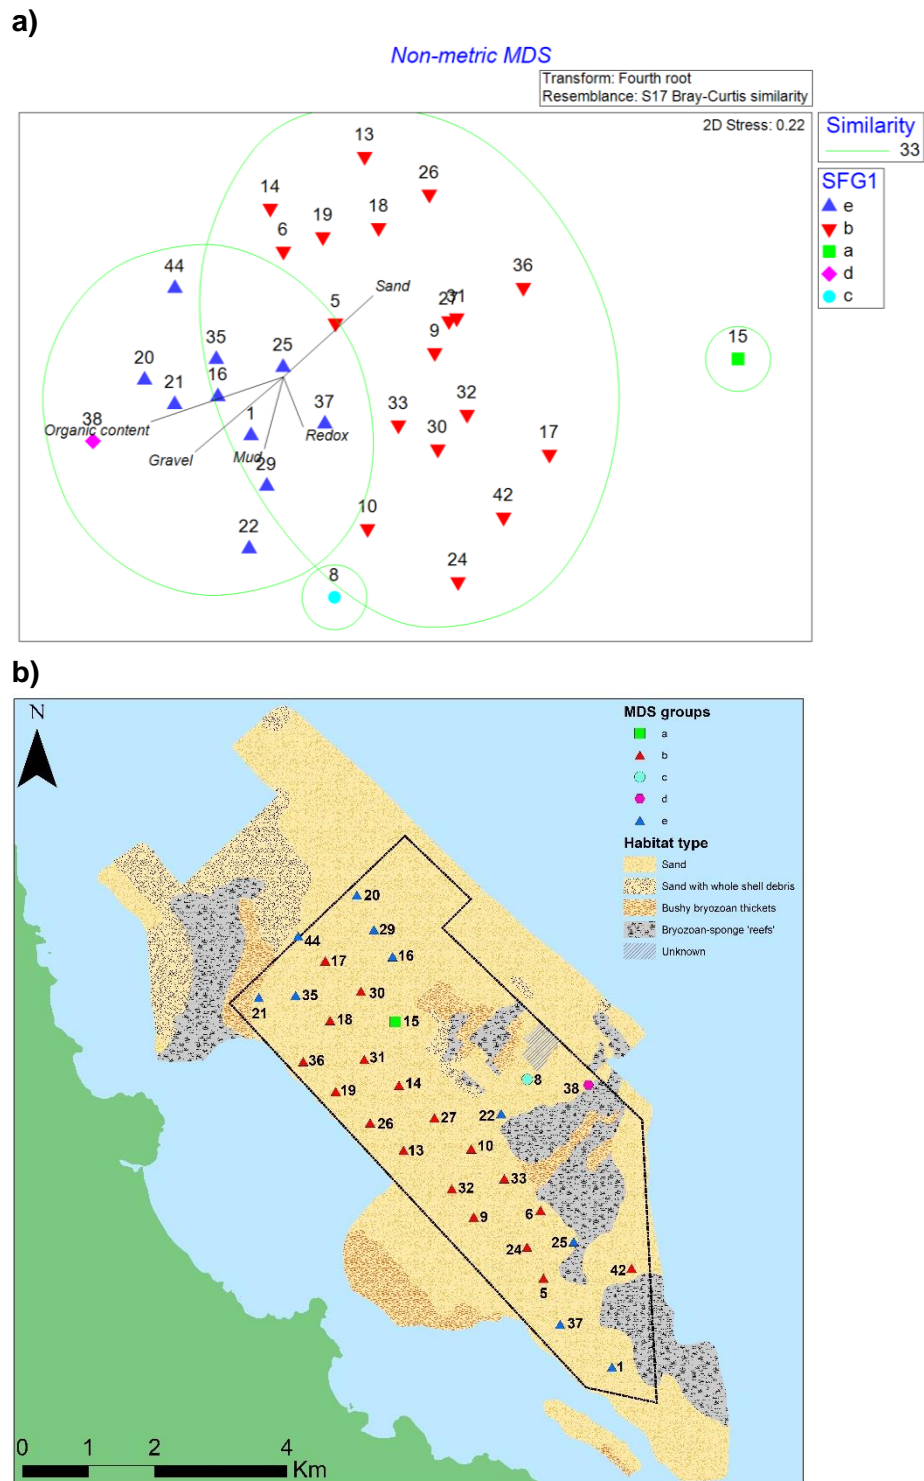 a)
Non-metric MDS
Transform: Fourth root
Resemblance: S17 Bray-Curtis similarity
2D Stress: 0.22
Similarity
33
SFG1
e
b
a
d
c
13
14
26
19
18
6
44
36
Sand
5
27
31
35
25
9
15
20
16
21
37
32
38
1
33
Organic content
30
17
Redox
Gravel
Mud
29
42
10
22
24
8
b)
N
MDS groups
a
b
c
d
e
Habitat type
Sand
Sand with whole shell debris
Bushy bryozoan thickets
Bryozoan-sponge 'reefs'
Unknown
20
29
44
16
17
30
35
21
18
15
36
31
8
38
19
14
22
26
27
13
10
33
32
6
9
25
24
42
5
37
1
0 1 2 4
Km